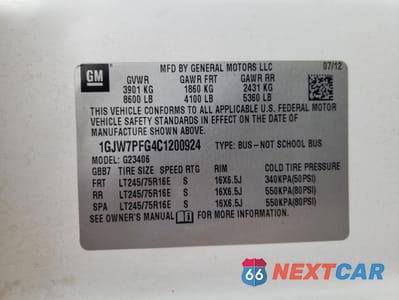 GM
MFD BY GENERAL MOTORS LLC 07/12
GVWR GAWR FRT GAWR RR
3901 KG 1860 KG 2431 KG
8600 LB 4100 LB 5360 LB
THIS VEHICLE CONFORMS TO ALL APPLICABLE U.S. FEDERAL MOTOR
VEHICLE SAFETY STANDARDS IN EFFECT ON THE DATE OF
MANUFACTURE SHOWN ABOVE.
1GJW7PFG4C1200924 TYPE: BUS-NOT SCHOOL BUS
MODEL: G23406
GBB7 TIRE SIZE SPEED RTG RIM COLD TIRE PRESSURE
FRT LT245/75R16E S 16X6.5J 340KPA(50PSI)
RR LT245/75R16E S 16X6.5J 550KPA(80PSI)
SPA LT245/75R16E S 16X6.5J 550KPA(80PSI)
SEE OWNER'S MANUAL FOR MORE INFORMATION.
66 NEXTCAR